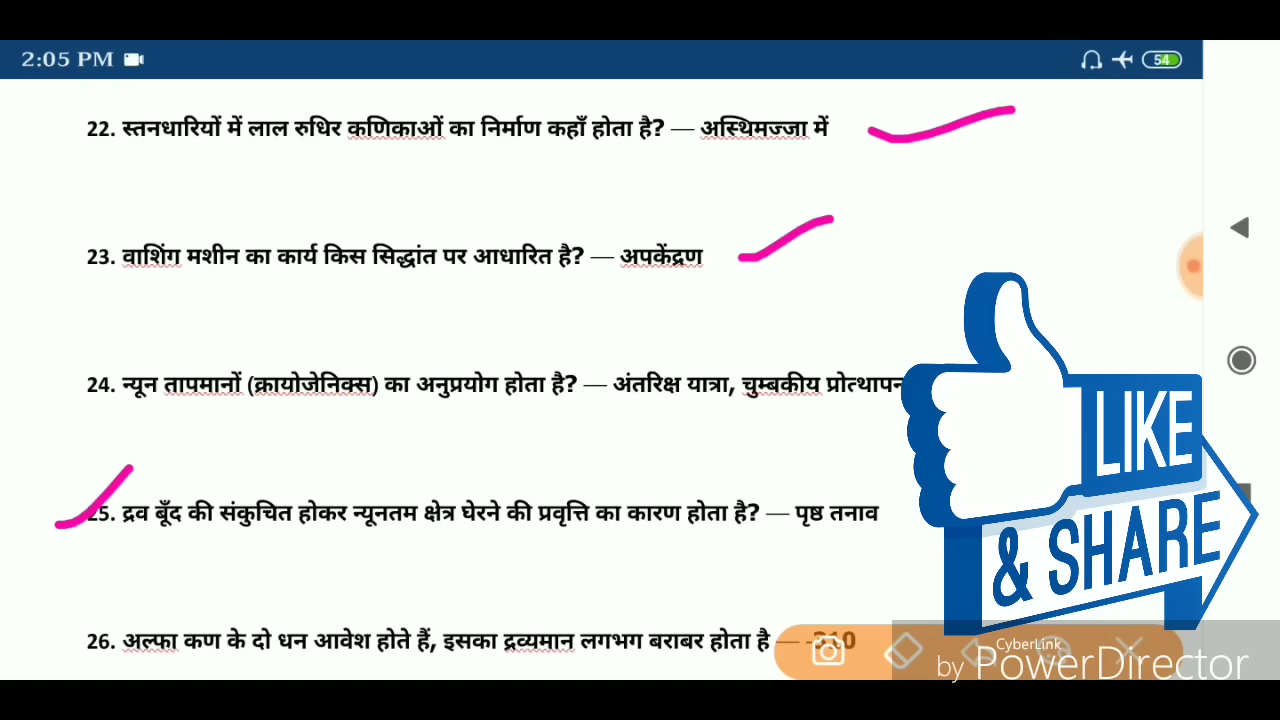 2:05 PM
54
22. स्तनधारियों में लाल रुधिर कणिकाओं का निर्माण कहाँ होता है? — अस्थिमज्जा में
23. वाशिंग मशीन का कार्य किस सिद्धांत पर आधारित है? — अपकेंद्रण
24. न्यून तापमानों (क्रायोजेनिक्स) का अनुप्रयोग होता है? — अंतरिक्ष यात्रा, चुम्बकीय प्रोत्थापन
LIKE
25. द्रव बूँद की संकुचित होकर न्यूनतम क्षेत्र घेरने की प्रवृत्ति का कारण होता है? — पृष्ठ तनाव
& SHARE
26. अल्फा कण के दो धन आवेश होते हैं, इसका द्रव्यमान लगभग बराबर होता है —
CyberLink
by PowerDirector